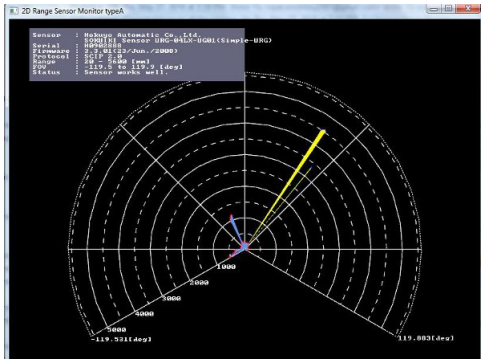 2D Range Sensor Monitor typeA
Sensor : Hokuyo Automatic Co.,Ltd.
SOKUIKI Sensor URG-04LX-UG01(Simple-URG)
Serial : H0902888
Firmware : 3.3.01(23/Jun./2008)
Protocol : SCIP 2.0
Range : 20 - 5600 [mm]
FOV : -119.5 to 119.9 [deg]
Status : Sensor works well.
1000
2000
3000
4000
5000
-119.531[deg]
119.883[deg]